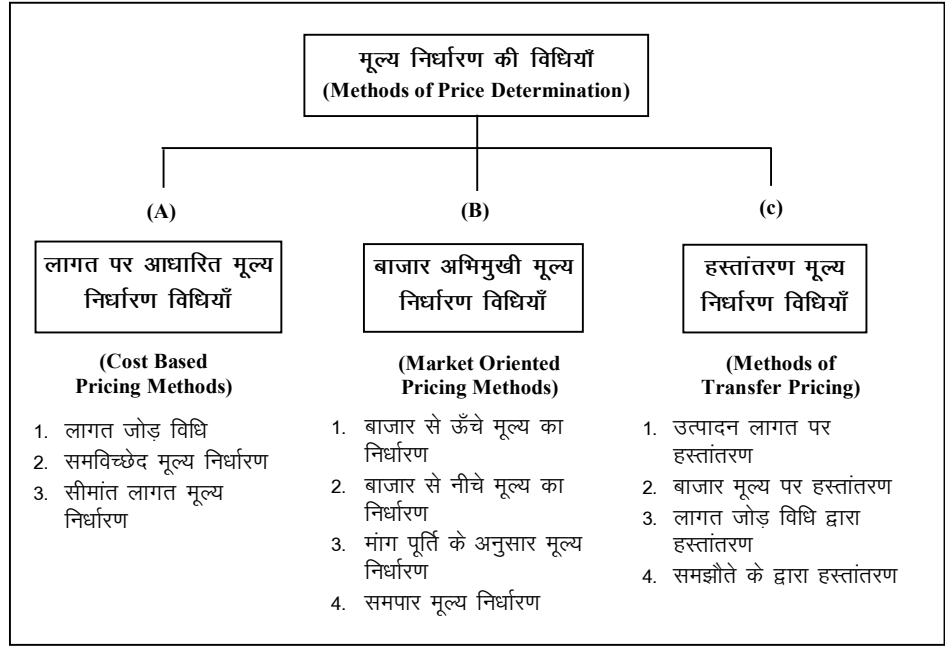 मूल्य निर्धारण की विधियाँ
(Methods of Price Determination)
(A)
लागत पर आधारित मूल्य
निर्धारण विधियाँ
(Cost Based
Pricing Methods)
1. लागत जोड़ विधि
2. समविच्छेद मूल्य निर्धारण
3. सीमांत लागत मूल्य
निर्धारण
(B)
बाजार अभिमुखी मूल्य
निर्धारण विधियाँ
(Market Oriented
Pricing Methods)
1. बाजार से ऊँचे मूल्य का
निर्धारण
2. बाजार से नीचे मूल्य का
निर्धारण
3. मांग पूर्ति के अनुसार मूल्य
निर्धारण
4. समपार मूल्य निर्धारण
(c)
हस्तांतरण मूल्य
निर्धारण विधियाँ
(Methods of
Transfer Pricing)
1. उत्पादन लागत पर
हस्तांतरण
2. बाजार मूल्य पर हस्तांतरण
3. लागत जोड़ विधि द्वारा
हस्तांतरण
4. समझौते के द्वारा हस्तांतरण